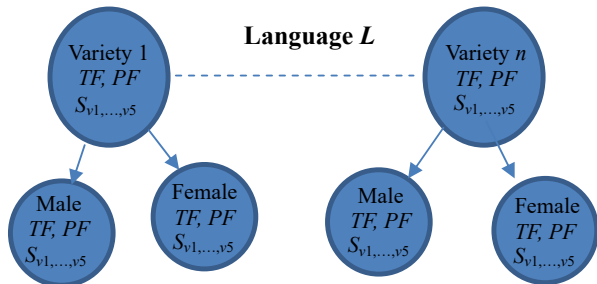 Language L
Variety 1
TF, PF
Sv1,…,v5
Variety n
TF, PF
Sv1,…,v5
Male
TF, PF
Sv1,…,v5
Female
TF, PF
Sv1,…,v5
Male
TF, PF
Sv1,…,v5
Female
TF, PF
Sv1,…,v5